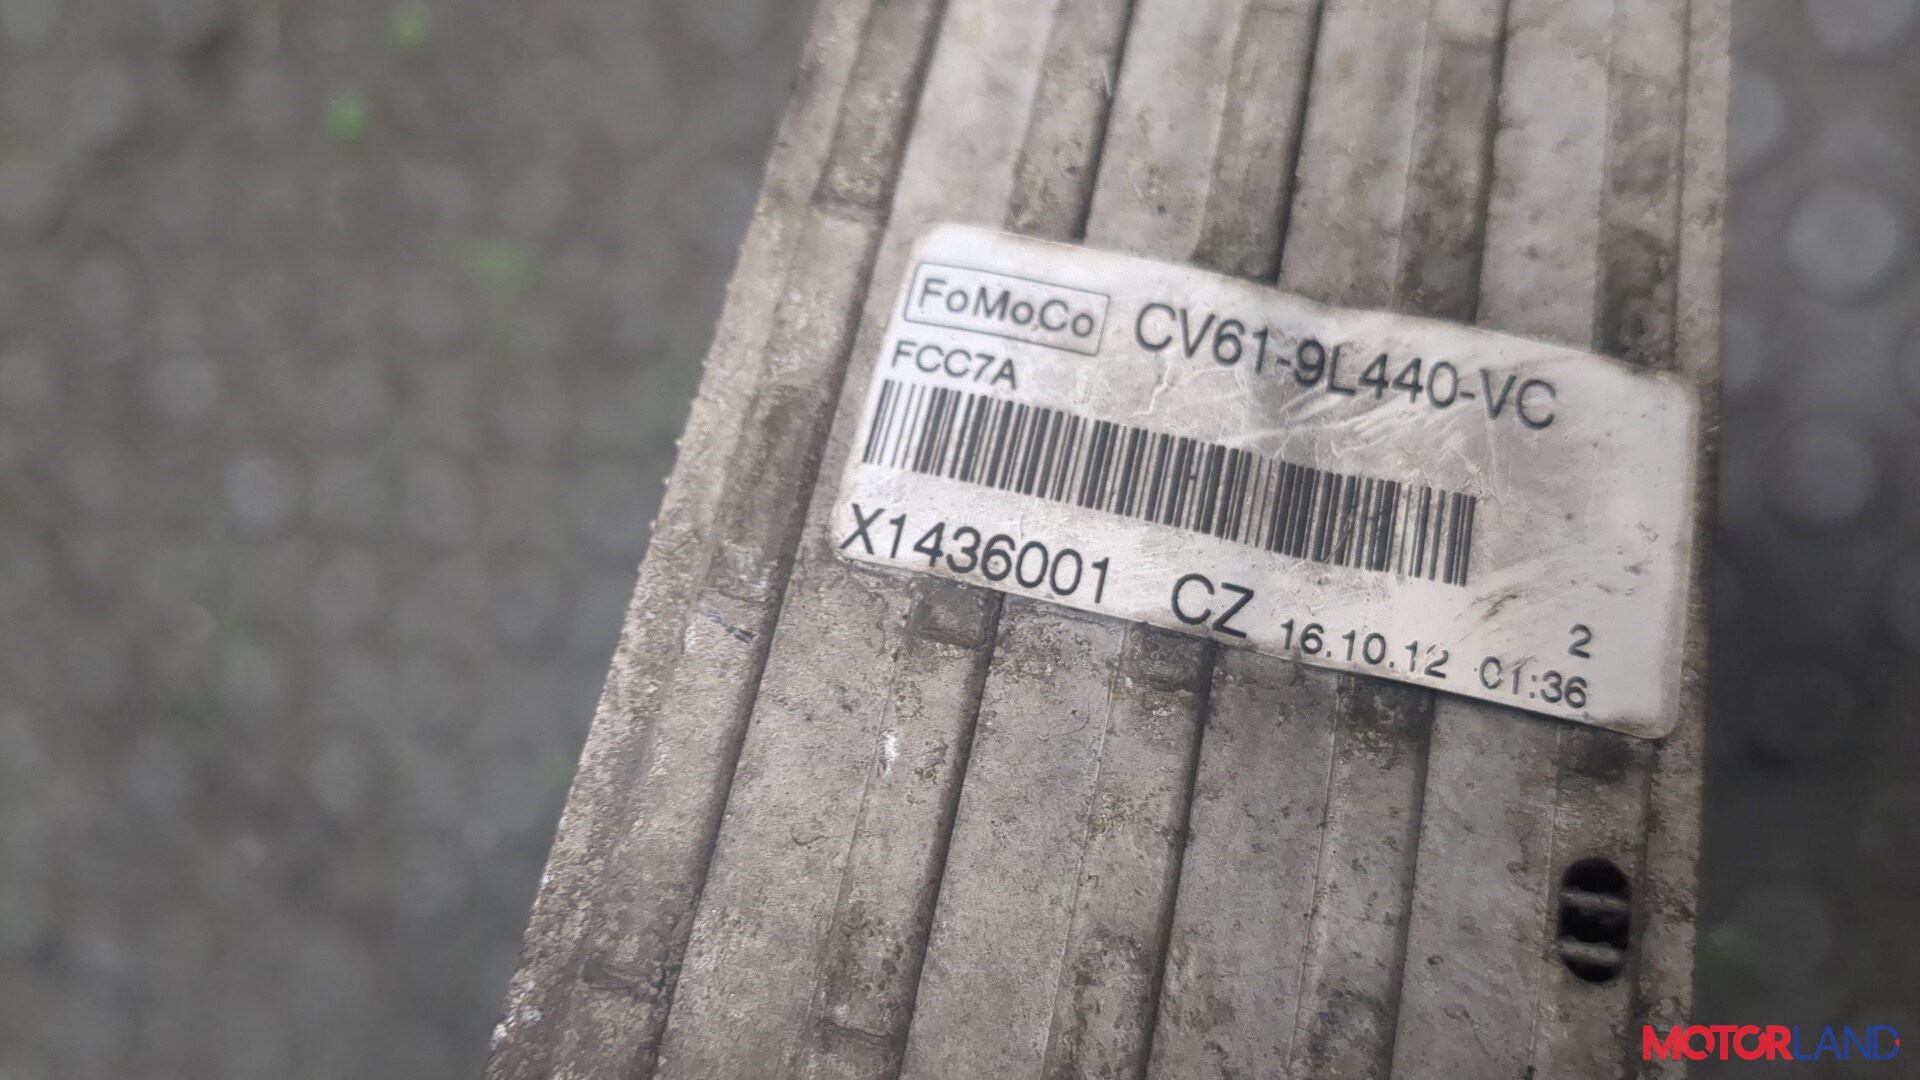 FoMoCo CV61-9L440-VC
FCC7A
X1436001 CZ 16.10.12 01:36
2
MOTORLAND